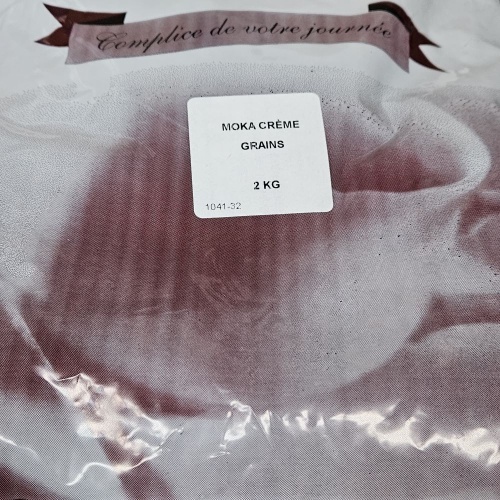 Complice de votre journée
MOKA CRÈME
GRAINS
2 KG
1041-32